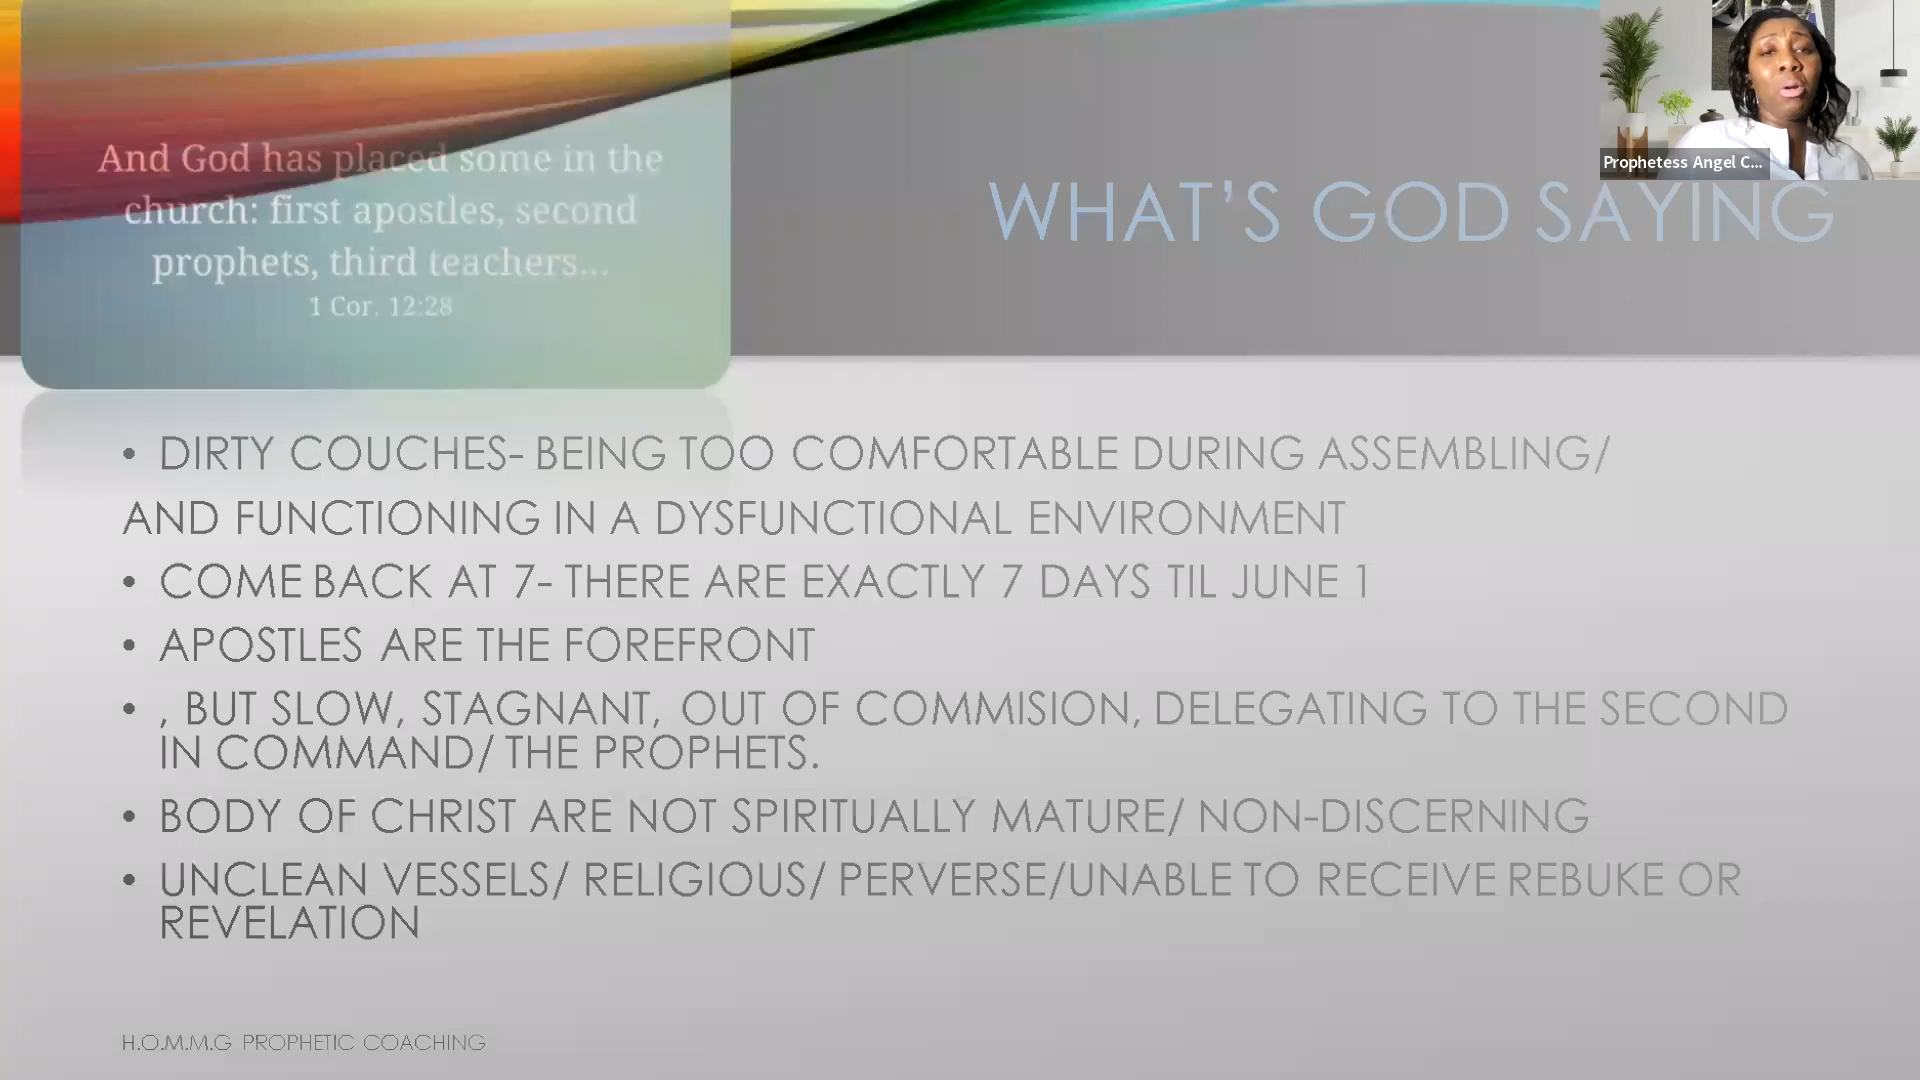 And God has placed some in the
church: first apostles, second
prophets, third teachers...
1 Cor. 12:28
Prophetess Angel C...
WHAT'S GOD SAYING
• DIRTY COUCHES- BEING TOO COMFORTABLE DURING ASSEMBLING/
AND FUNCTIONING IN A DYSFUNCTIONAL ENVIRONMENT
• COME BACK AT 7- THERE ARE EXACTLY 7 DAYS TIL JUNE 1
• APOSTLES ARE THE FOREFRONT
• , BUT SLOW, STAGNANT, OUT OF COMMISION, DELEGATING TO THE SECOND
IN COMMAND/ THE PROPHETS.
• BODY OF CHRIST ARE NOT SPIRITUALLY MATURE/ NON-DISCERNING
• UNCLEAN VESSELS/ RELIGIOUS/ PERVERSE/UNABLE TO RECEIVE REBUKE OR
REVELATION
H.O.M.M.G PROPHETIC COACHING